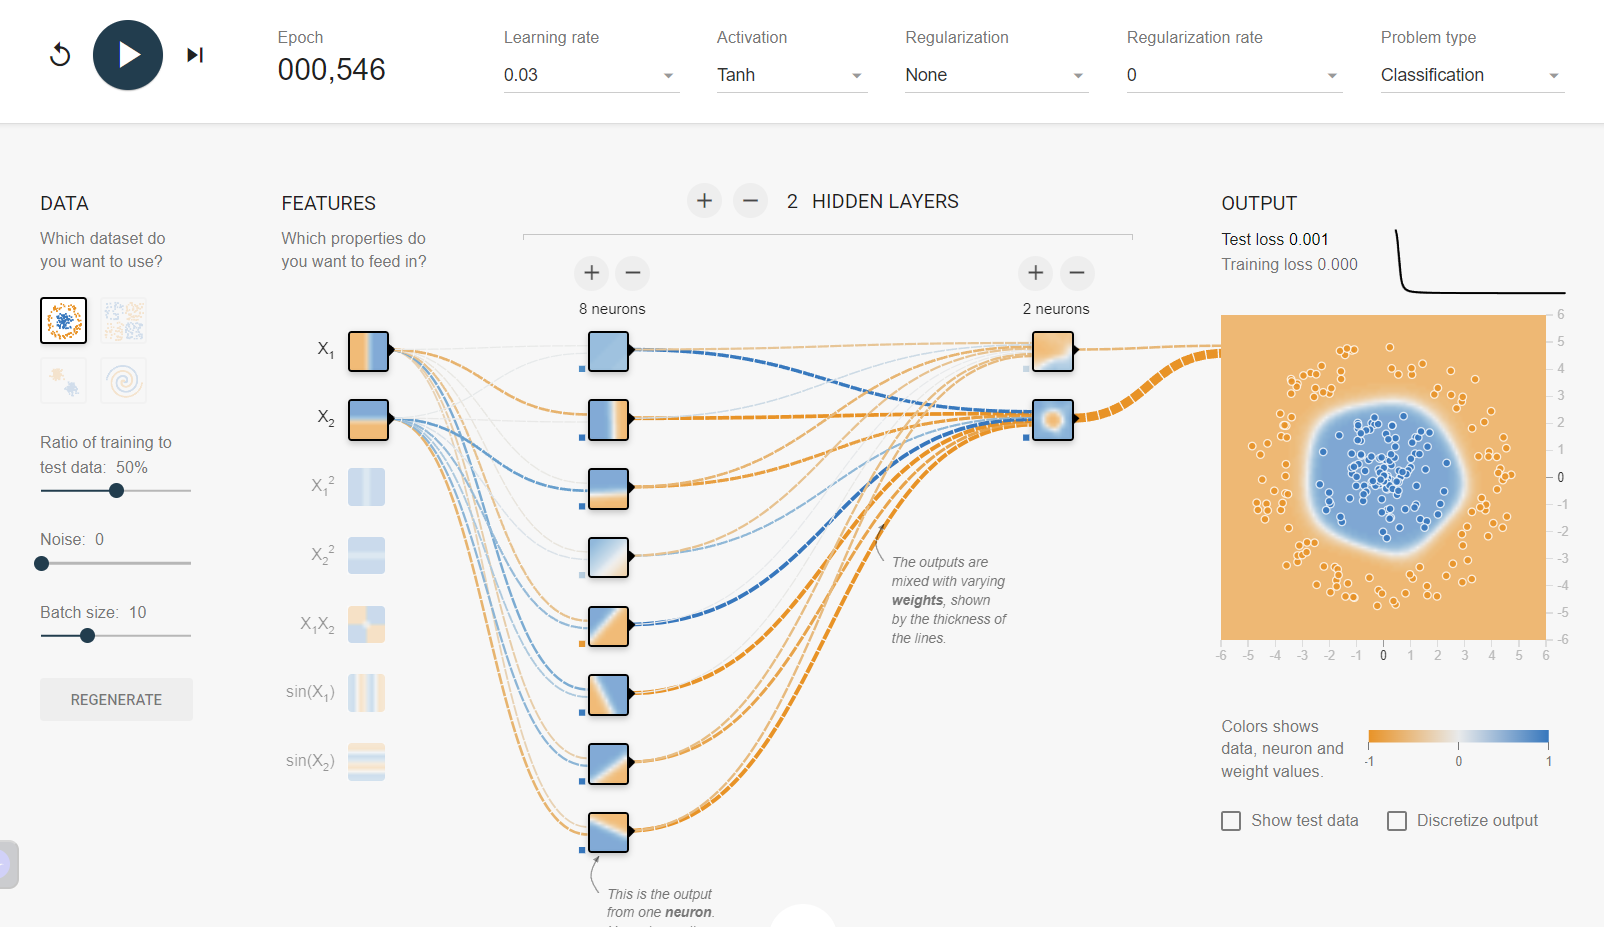 Epoch
000,546
Learning rate
0.03
Activation
Tanh
Regularization
None
Regularization rate
0
Problem type
Classification
DATA
Which dataset do
you want to use?
Ratio of training to
test data: 50%
Noise: 0
Batch size: 10
REGENERATE
FEATURES
Which properties do
you want to feed in?
X1
X2
X1²
X2²
X1X2
sin(X1)
sin(X2)
2 HIDDEN LAYERS
8 neurons
2 neurons
The outputs are
mixed with varying
weights, shown
by the thickness of
the lines.
This is the output
from one neuron.
OUTPUT
Test loss 0.001
Training loss 0.000
6
5
4
3
2
1
0
-1
-2
-3
-4
-5
-6
-6 -5 -4 -3 -2 -1 0 1 2 3 4 5 6
Colors shows
data, neuron and
weight values.
-1 0 1
Show test data
Discretize output